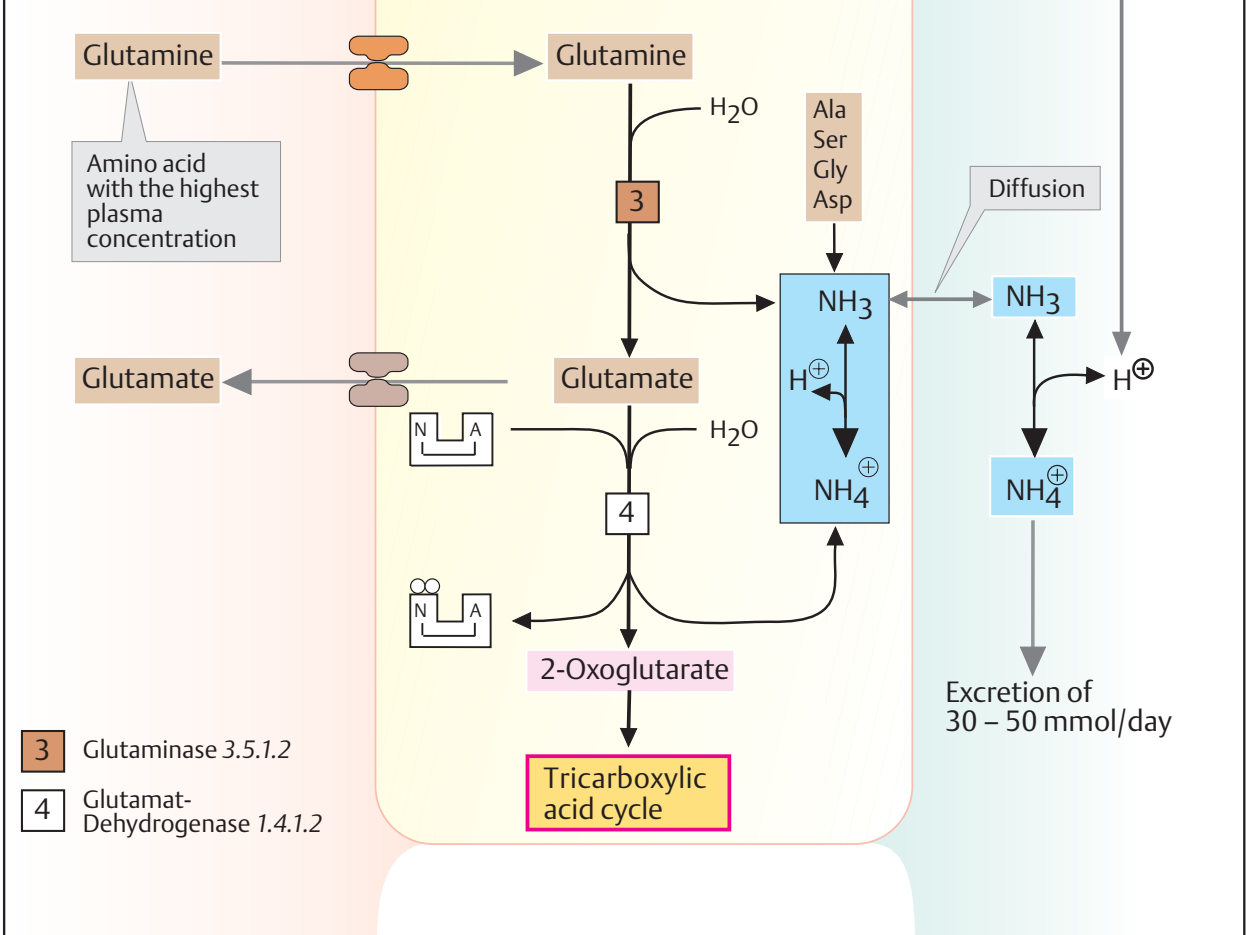 Glutamine
Glutamine
H2O
Ala
Ser
Gly
Asp
Amino acid
with the highest
plasma
concentration
3
Diffusion
NH3
NH3
Glutamate
Glutamate
H⊕
H⊕
N A
H2O
NH4⊕
NH4⊕
4
N A
2-Oxoglutarate
Excretion of
30 – 50 mmol/day
Tricarboxylic
acid cycle
3 Glutaminase 3.5.1.2
4 Glutamat-
Dehydrogenase 1.4.1.2